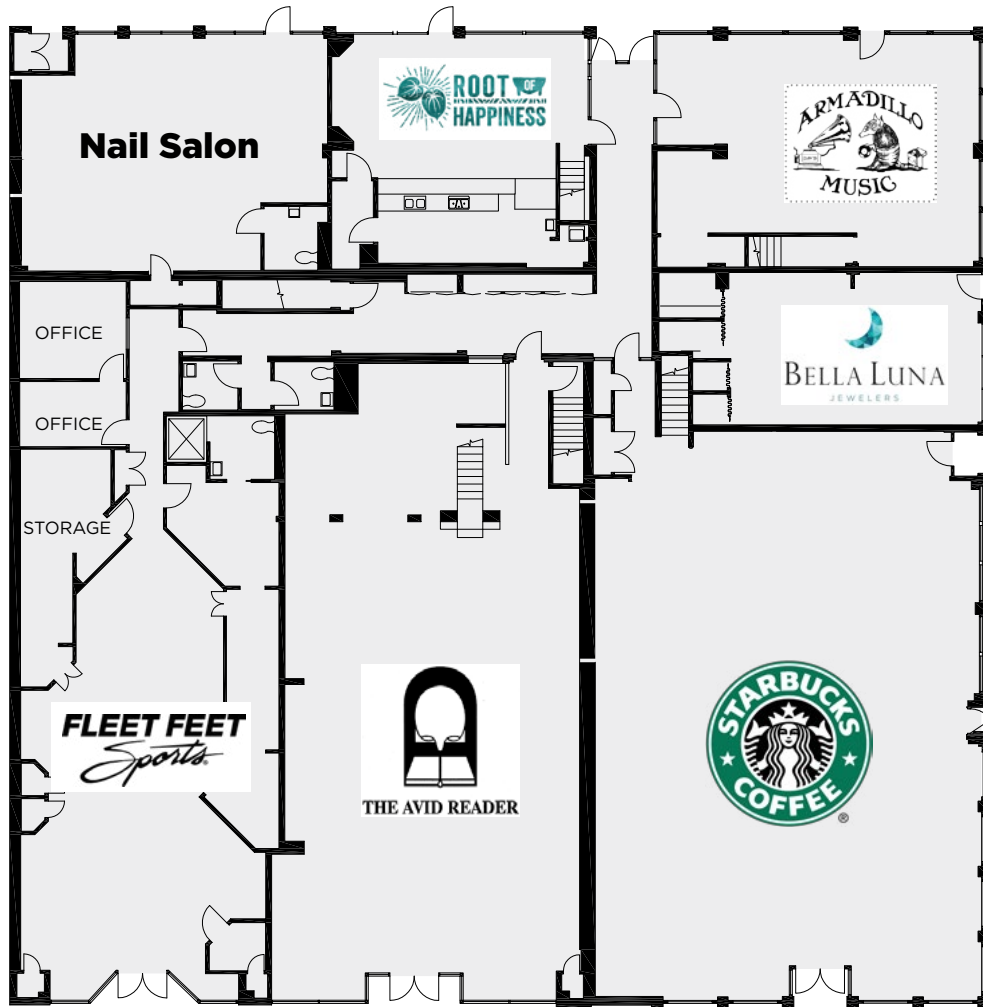 Nail Salon
ROOT OF
HAPPINESS
ARMADILLO
MUSIC
OFFICE
BELLA LUNA
JEWELERS
OFFICE
STORAGE
FLEET FEET
Sports
THE AVID READER
STARBUCKS
COFFEE
®